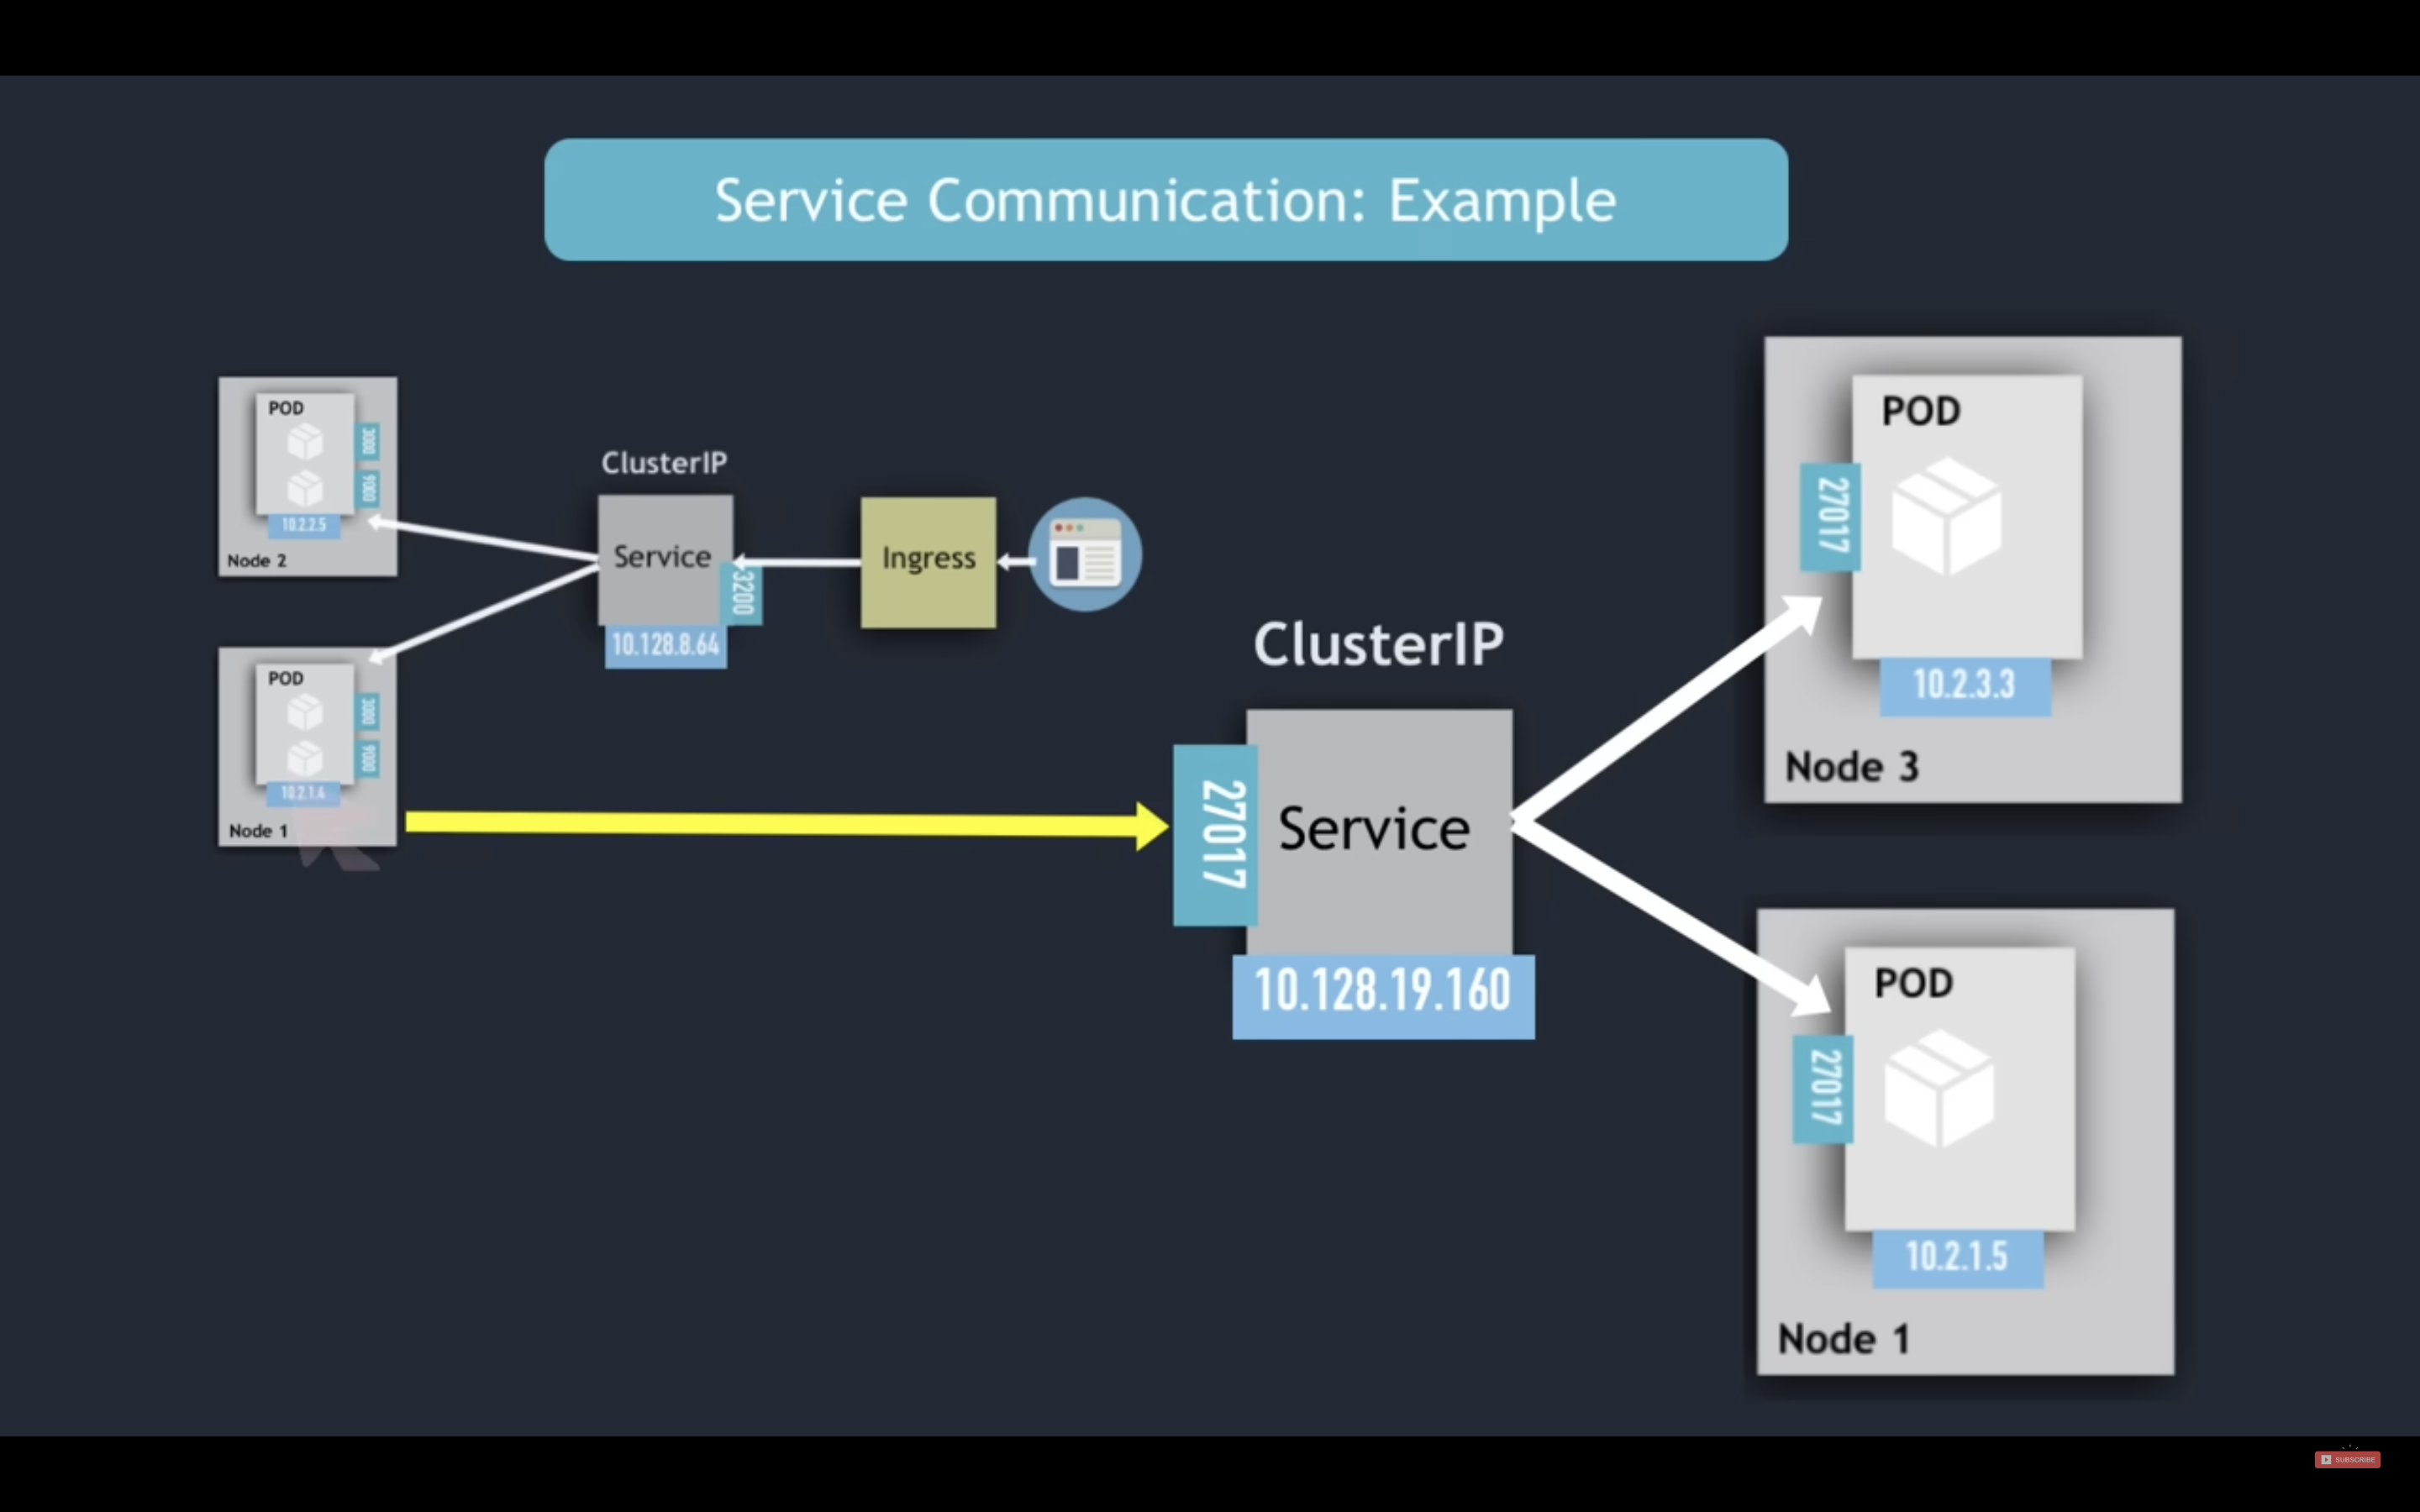 Service Communication: Example
POD
3000
9000
10.2.2.5
Node 2
ClusterIP
Service
3200
10.128.8.64
Ingress
POD
3000
9000
10.2.1.4
Node 1
ClusterIP
27017
Service
10.128.19.160
POD
27017
10.2.3.3
Node 3
POD
27017
10.2.1.5
Node 1
SUBSCRIBE